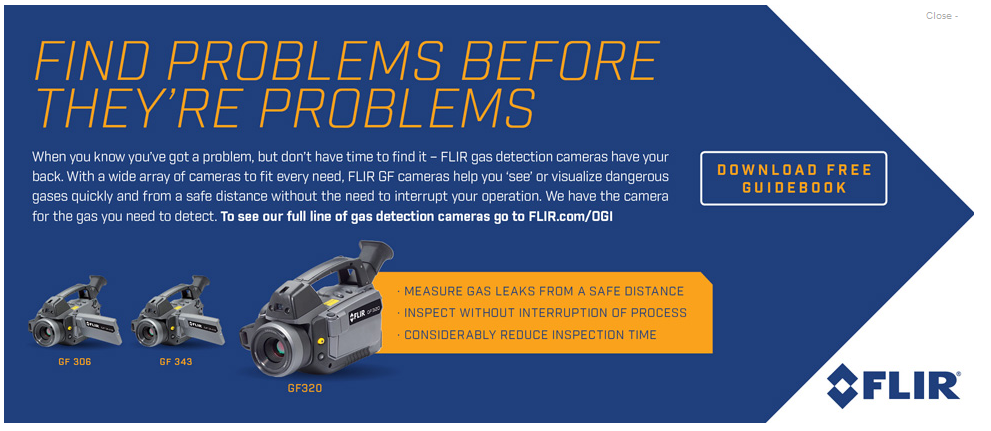 Close -
FIND PROBLEMS BEFORE
THEY'RE PROBLEMS
When you know you've got a problem, but don't have time to find it – FLIR gas detection cameras have your
back. With a wide array of cameras to fit every need, FLIR GF cameras help you 'see' or visualize dangerous
gases quickly and from a safe distance without the need to interrupt your operation. We have the camera
for the gas you need to detect. To see our full line of gas detection cameras go to FLIR.com/OGI
DOWNLOAD FREE
GUIDEBOOK
· MEASURE GAS LEAKS FROM A SAFE DISTANCE
· INSPECT WITHOUT INTERRUPTION OF PROCESS
· CONSIDERABLY REDUCE INSPECTION TIME
FLIR
FLIR
FLIR GF320
GF 306
GF 343
GF320
FLIR®